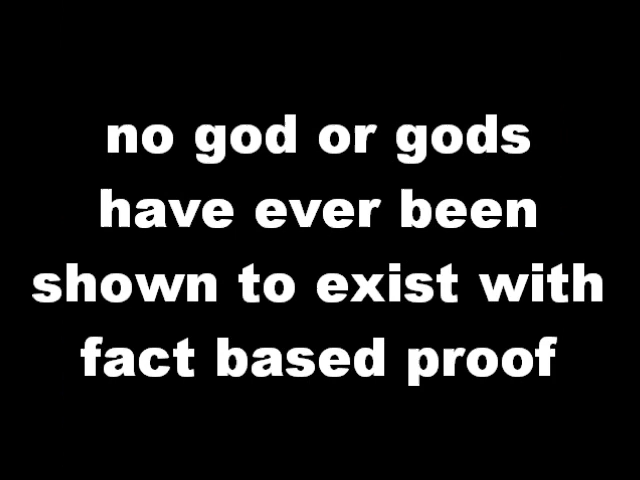 no god or gods
have ever been
shown to exist with
fact based proof